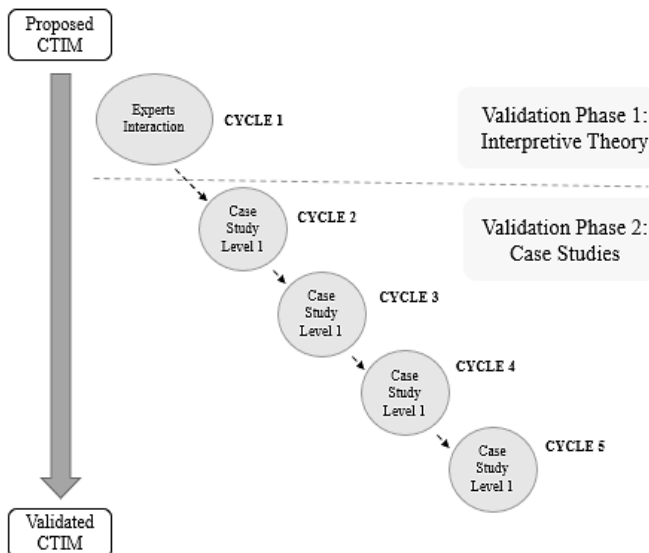 Proposed
CTIM
Experts
Interaction
CYCLE 1
Validation Phase 1:
Interpretive Theory
Case
Study
Level 1
CYCLE 2
Validation Phase 2:
Case Studies
Case
Study
Level 1
CYCLE 3
Case
Study
Level 1
CYCLE 4
Case
Study
Level 1
CYCLE 5
Validated
CTIM